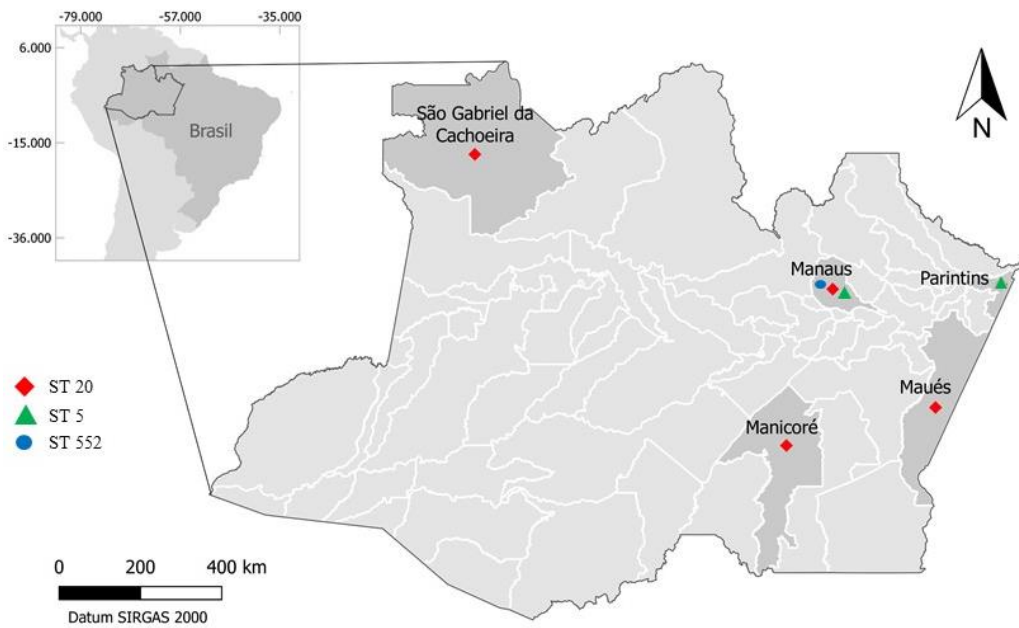 -79.000 -57.000 -35.000
6.000
-15.000
-36.000
Brasil
São Gabriel da
Cachoeira
N
Manaus
Parintins
Maués
Manicoré
ST 20
ST 5
ST 552
0 200 400 km
Datum SIRGAS 2000